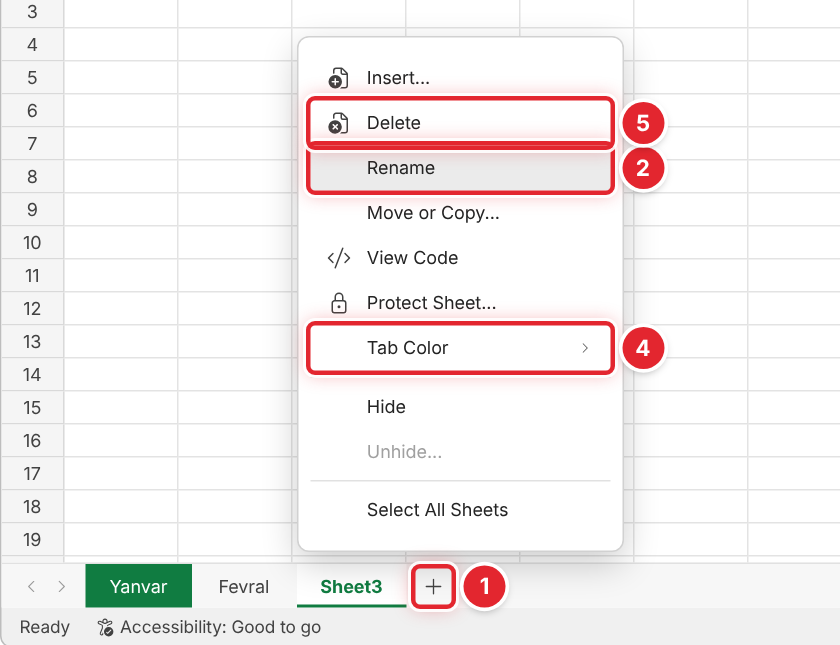 3
4
Insert...
5
Delete
5
6
Rename
2
7
8
Move or Copy...
9
10
View Code
11
Protect Sheet...
12
Tab Color
4
13
14
Hide
15
Unhide...
16
17
Select All Sheets
18
19
Yanvar Fevral Sheet3 + 1
Ready Accessibility: Good to go